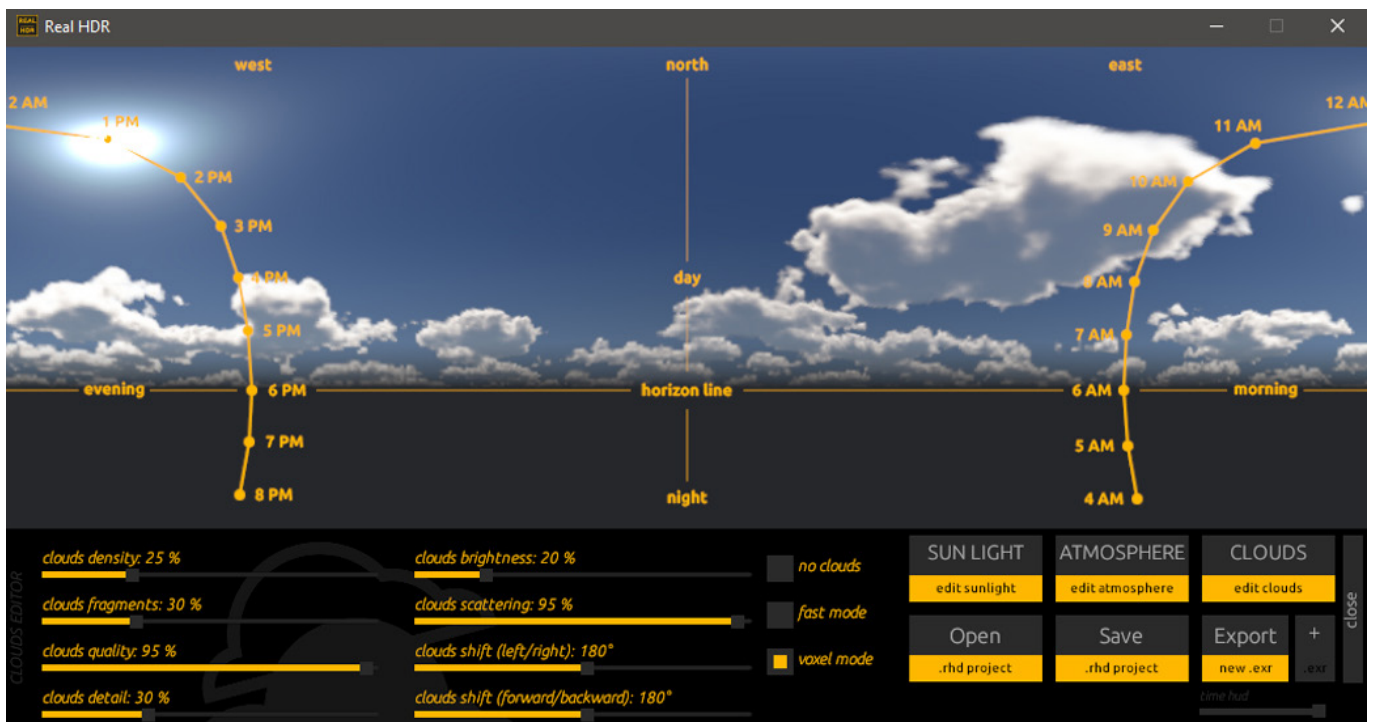 REAL HDR
Real HDR
west
north
east
2 AM
12 AM
1 PM
11 AM
2 PM
10 AM
3 PM
9 AM
4 PM
day
8 AM
5 PM
7 AM
evening
6 PM
horizon line
6 AM
morning
7 PM
5 AM
8 PM
night
4 AM
CLOUDS EDITOR
clouds density: 25 %
clouds fragments: 30 %
clouds quality: 95 %
clouds detail: 30 %
clouds brightness: 20 %
clouds scattering: 95 %
clouds shift (left/right): 180°
clouds shift (forward/backward): 180°
no clouds
fast mode
voxel mode
SUN LIGHT
edit sunlight
ATMOSPHERE
edit atmosphere
CLOUDS
edit clouds
Open
.rhd project
Save
.rhd project
Export
new .exr
+
.exr
time hud
close